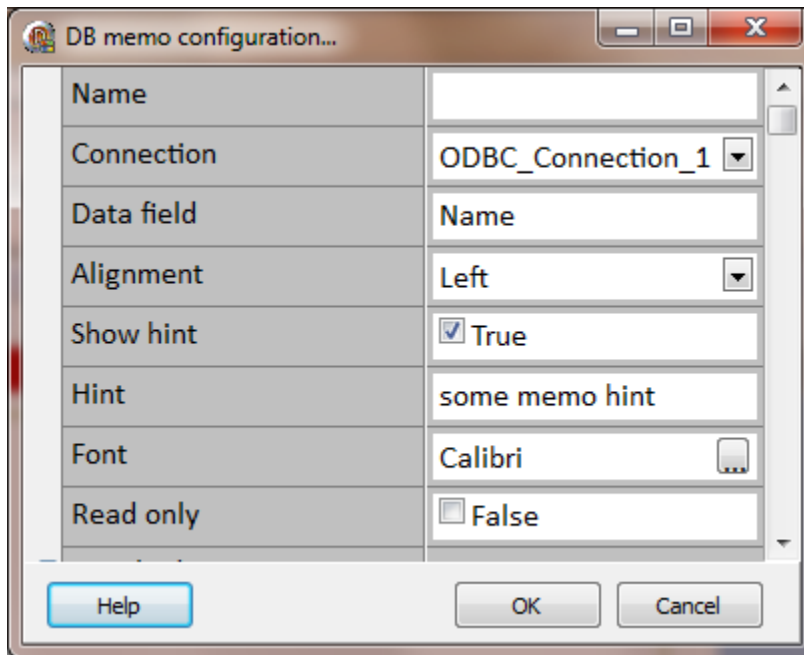 DB memo configuration...
Name
Connection ODBC_Connection_1
Data field Name
Alignment Left
Show hint True
Hint some memo hint
Font Calibri ...
Read only False
Help OK Cancel